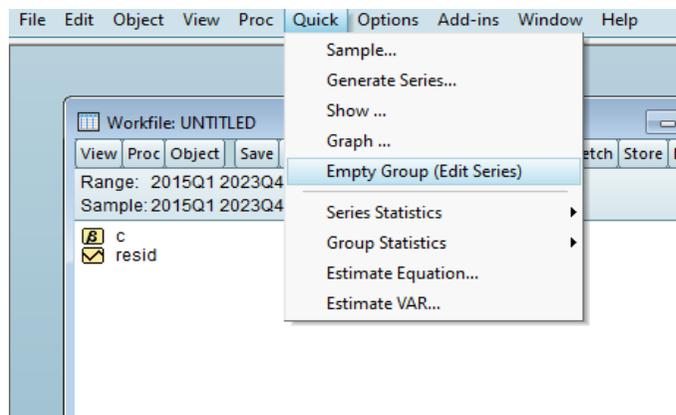 File Edit Object View Proc Quick Options Add-ins Window Help
Sample...
Generate Series...
Show ...
Graph ...
Empty Group (Edit Series)
Series Statistics
Group Statistics
Estimate Equation...
Estimate VAR...
Workfile: UNTITLED
View Proc Object Save etch Store
Range: 2015Q1 2023Q4
Sample: 2015Q1 2023Q4
c
resid